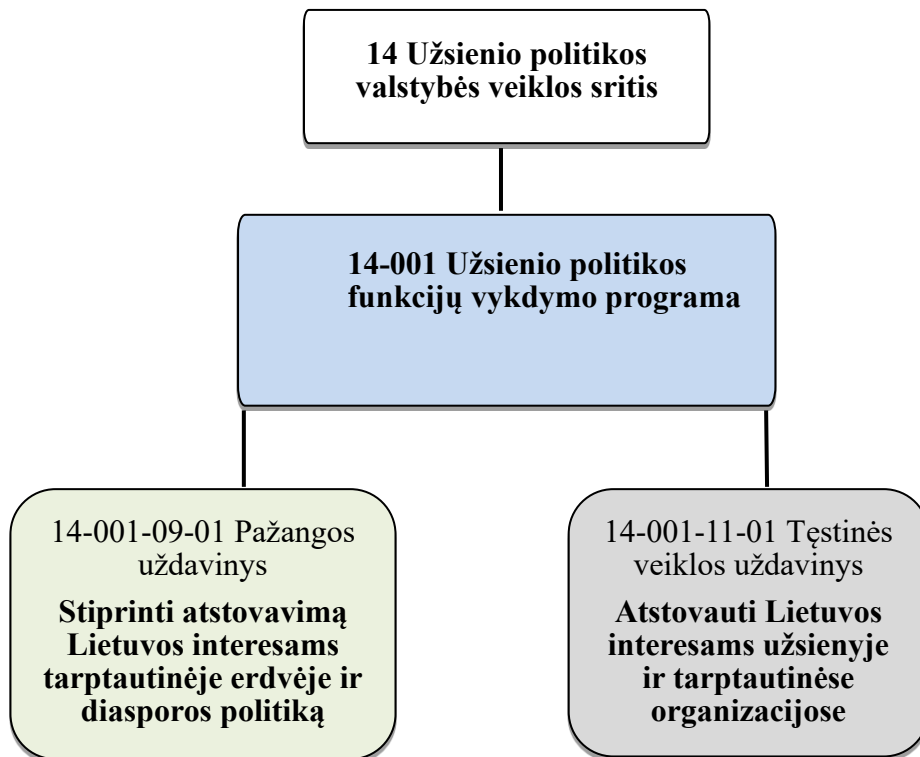 14 Užsienio politikos
valstybės veiklos sritis
14-001 Užsienio politikos
funkcijų vykdymo programa
14-001-09-01 Pažangos
uždavinys
Stiprinti atstovavimą
Lietuvos interesams
tarptautinėje erdvėje ir
diasporos politiką
14-001-11-01 Tęstinės
veiklos uždavinys
Atstovauti Lietuvos
interesams užsienyje
ir tarptautinėse
organizacijose